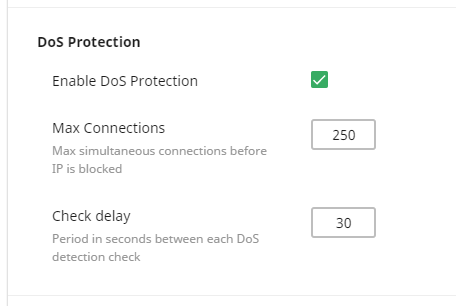 DoS Protection
Enable DoS Protection
Max Connections
250
Max simultaneous connections before
IP is blocked
Check delay
30
Period in seconds between each DoS
detection check